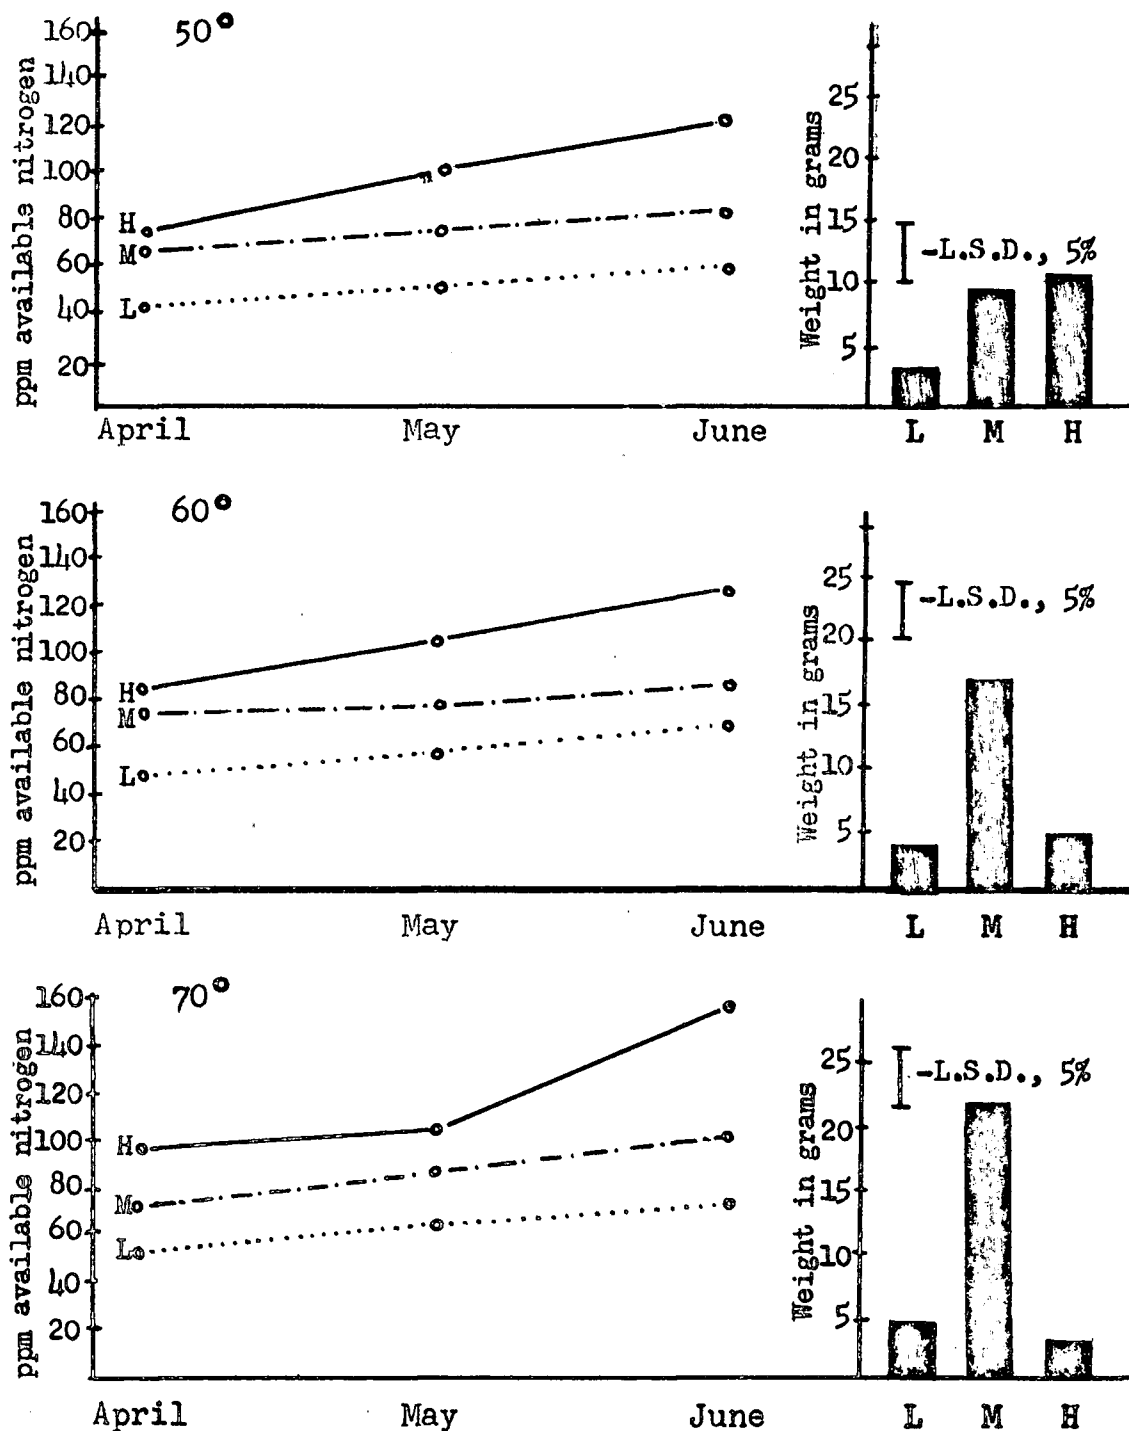 50°
ppm available nitrogen
160
140
120
100
80
60
40
20
H
M
L
April May June
Weight in grams
25
20
15
10
5
-L.S.D., 5%
L M H
60°
ppm available nitrogen
160
140
120
100
80
60
40
20
H
M
L
April May June
Weight in grams
25
20
15
10
5
-L.S.D., 5%
L M H
70°
ppm available nitrogen
160
140
120
100
80
60
40
20
H
M
L
April May June
Weight in grams
25
20
15
10
5
-L.S.D., 5%
L M H